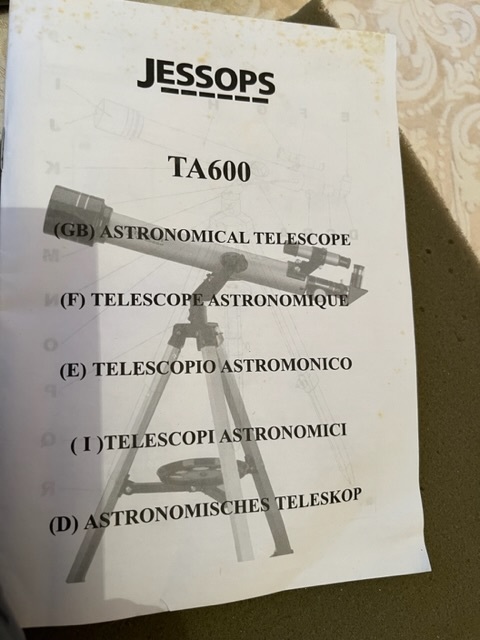 JESSOPS
TA600
(GB) ASTRONOMICAL TELESCOPE
(F) TELESCOPE ASTRONOMIQUE
(E) TELESCOPIO ASTROMONICO
( I )TELESCOPI ASTRONOMICI
(D) ASTRONOMISCHES TELESKOP